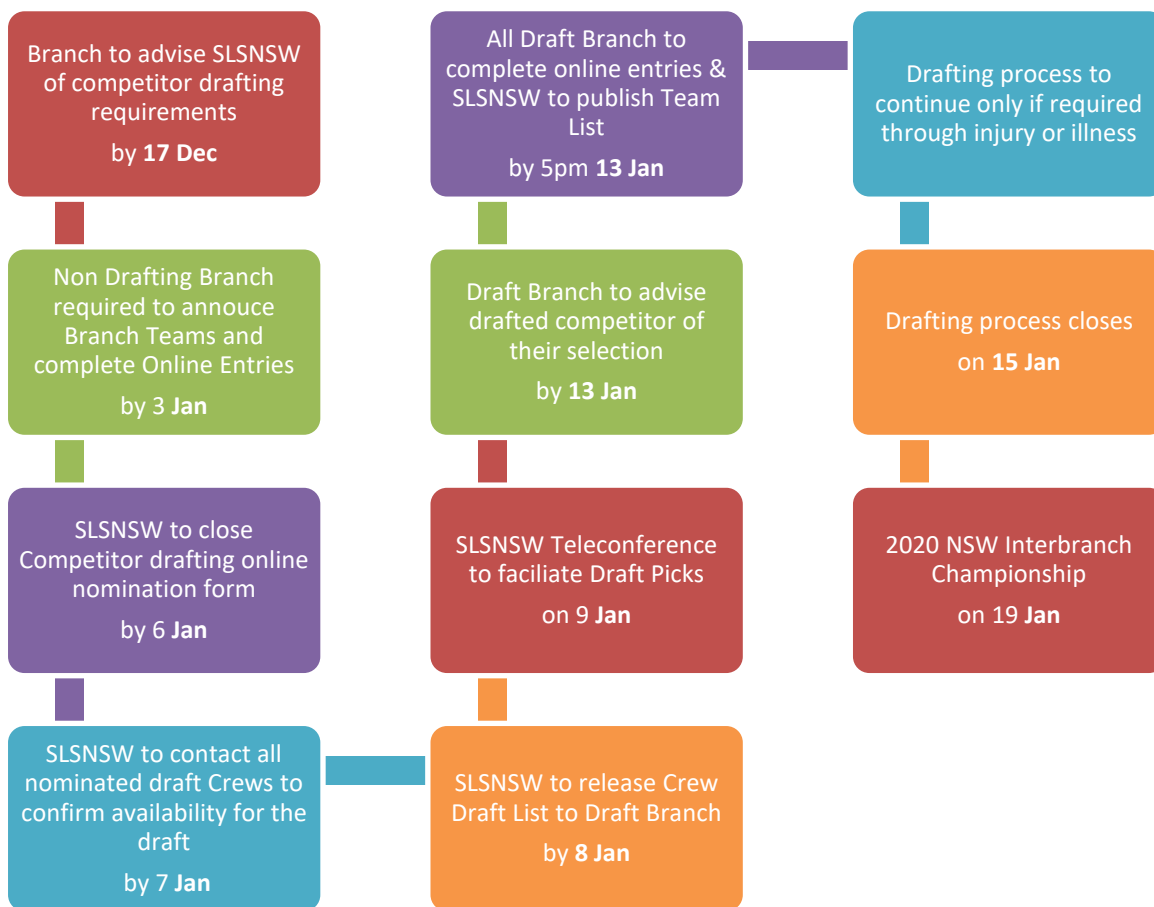 Branch to advise SLSNSW
of competitor drafting
requirements
by 17 Dec
Non Drafting Branch
required to annouce
Branch Teams and
complete Online Entries
by 3 Jan
SLSNSW to close
Competitor drafting online
nomination form
by 6 Jan
SLSNSW to contact all
nominated draft Crews to
confirm availability for the
draft
by 7 Jan
SLSNSW to release Crew
Draft List to Draft Branch
by 8 Jan
SLSNSW Teleconference
to faciliate Draft Picks
on 9 Jan
Draft Branch to advise
drafted competitor of
their selection
by 13 Jan
All Draft Branch to
complete online entries &
SLSNSW to publish Team
List
by 5pm 13 Jan
Drafting process to
continue only if required
through injury or illness
Drafting process closes
on 15 Jan
2020 NSW Interbranch
Championship
on 19 Jan